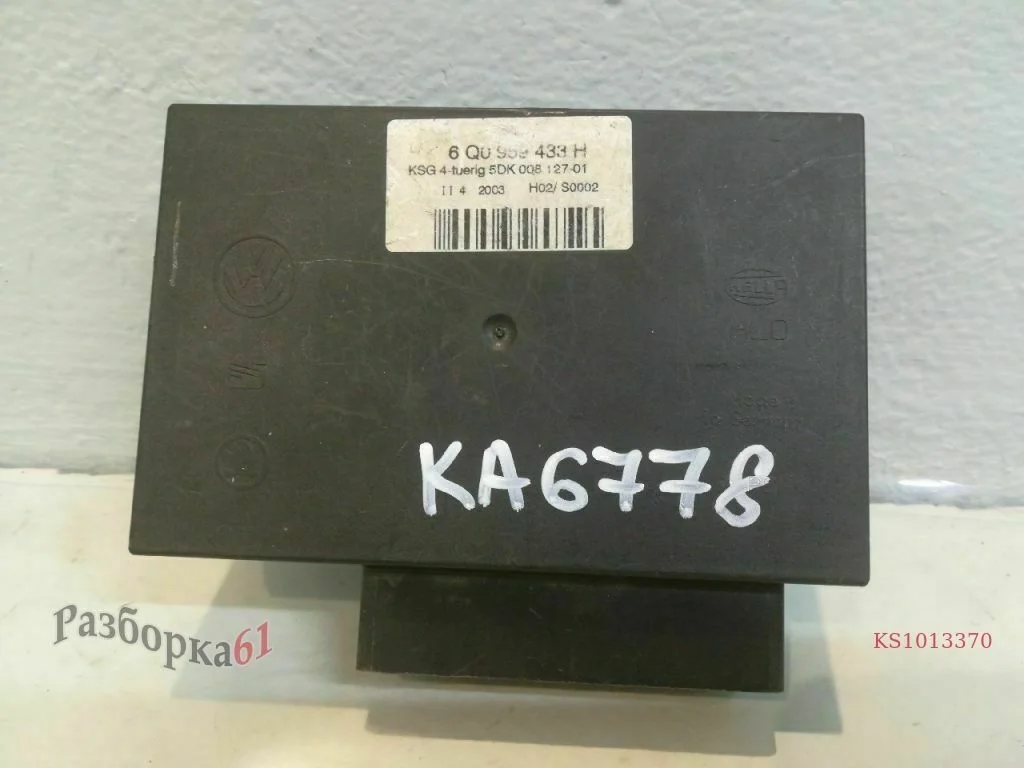 6 Q0 959 433 H
KSG 4-tuerig 5DK 008 127-01
II 4 2003 H02/ S0002
HELLA
KA6778
Разборка61
KS1013370